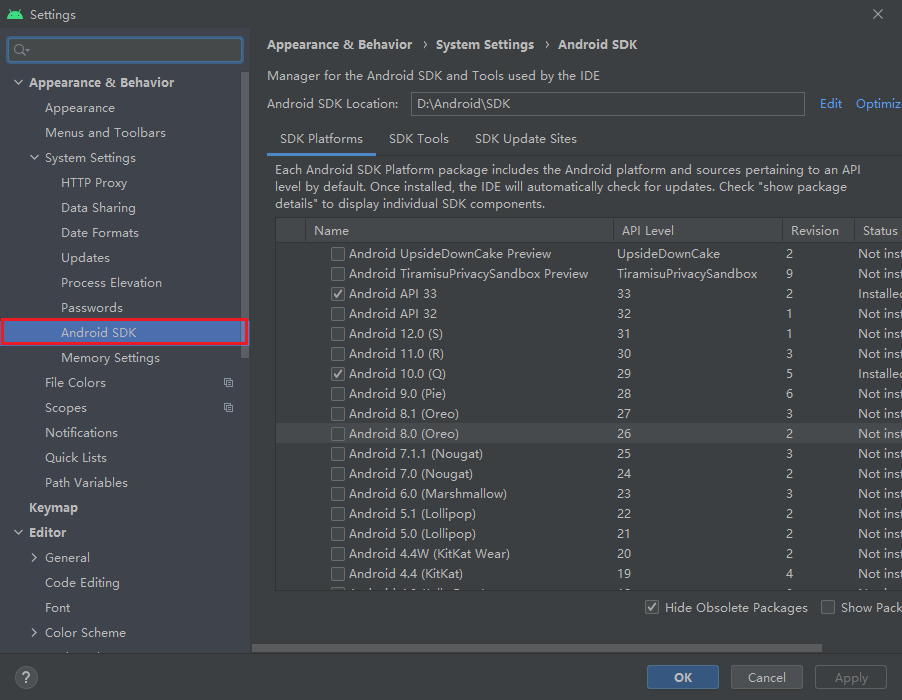 Settings
Appearance & Behavior
Appearance
Menus and Toolbars
System Settings
HTTP Proxy
Data Sharing
Date Formats
Updates
Process Elevation
Passwords
Android SDK
Memory Settings
File Colors
Scopes
Notifications
Quick Lists
Path Variables
Keymap
Editor
General
Code Editing
Font
Color Scheme
Appearance & Behavior › System Settings › Android SDK
Manager for the Android SDK and Tools used by the IDE
Android SDK Location: D:\Android\SDK Edit Optimiz
SDK Platforms SDK Tools SDK Update Sites
Each Android SDK Platform package includes the Android platform and sources pertaining to an API
level by default. Once installed, the IDE will automatically check for updates. Check "show package
details" to display individual SDK components.
Name API Level Revision Status
Android UpsideDownCake Preview UpsideDownCake 2 Not inst
Android TiramisuPrivacySandbox Preview TiramisuPrivacySandbox 9 Not inst
Android API 33 33 2 Installed
Android API 32 32 1 Not inst
Android 12.0 (S) 31 1 Not inst
Android 11.0 (R) 30 3 Not inst
Android 10.0 (Q) 29 5 Installed
Android 9.0 (Pie) 28 6 Not inst
Android 8.1 (Oreo) 27 3 Not inst
Android 8.0 (Oreo) 26 2 Not inst
Android 7.1.1 (Nougat) 25 3 Not inst
Android 7.0 (Nougat) 24 2 Not inst
Android 6.0 (Marshmallow) 23 3 Not inst
Android 5.1 (Lollipop) 22 2 Not inst
Android 5.0 (Lollipop) 21 2 Not inst
Android 4.4W (KitKat Wear) 20 2 Not inst
Android 4.4 (KitKat) 19 4 Not inst
Hide Obsolete Packages Show Pack
? OK Cancel Apply